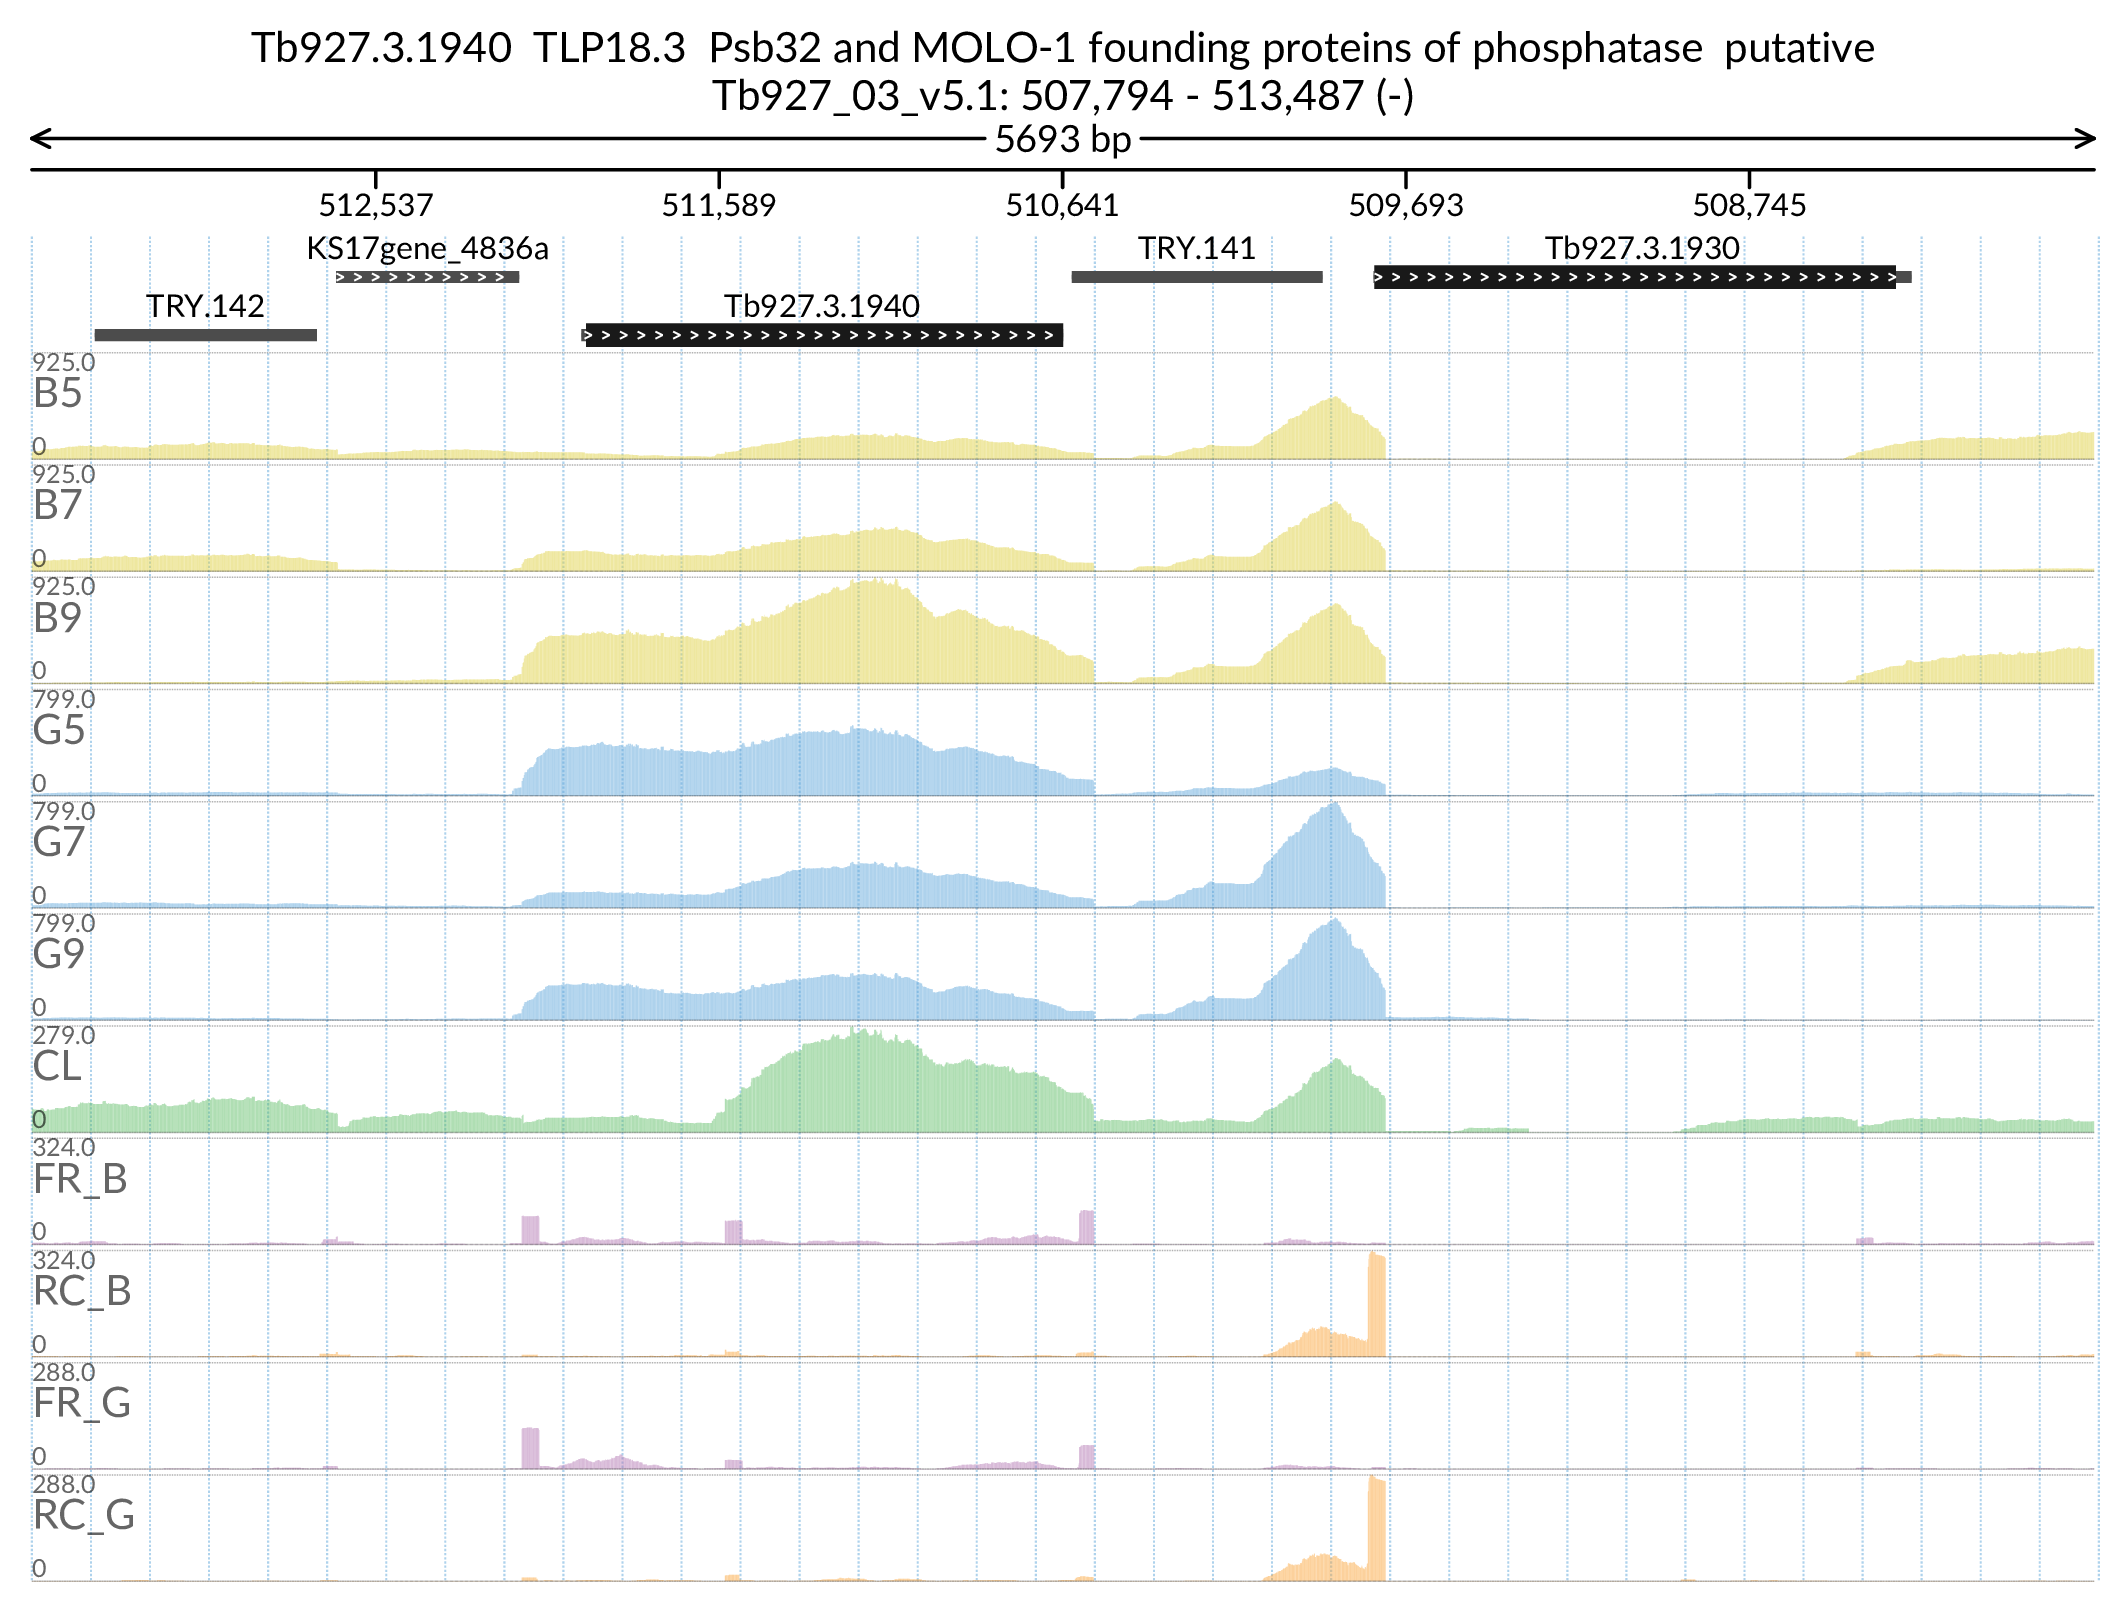 Tb927.3.1940  TLP18.3  Psb32 and MOLO-1 founding proteins of phosphatase  putative
Tb927_03_v5.1: 507,794 - 513,487 (-)
5693 bp
512,537 511,589 510,641 509,693 508,745
KS17gene_4836a TRY.141 Tb927.3.1930
TRY.142 Tb927.3.1940
925.0
B5
0
925.0
B7
0
925.0
B9
0
799.0
G5
0
799.0
G7
0
799.0
G9
0
279.0
CL
0
324.0
FR_B
0
324.0
RC_B
0
288.0
FR_G
0
288.0
RC_G
0